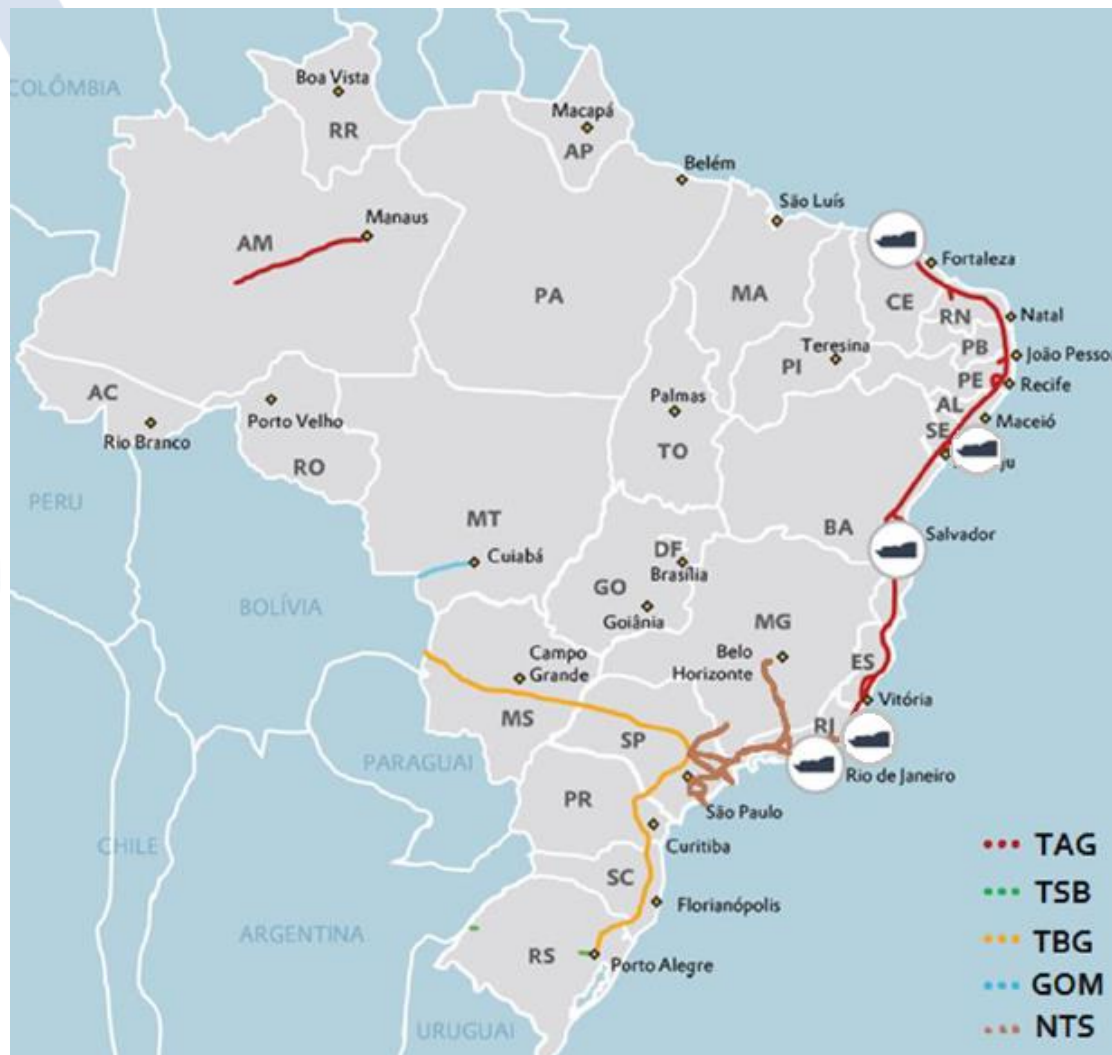 COLÔMBIA
Boa Vista
RR
Macapá
AP
Belém
São Luís
Manaus
AM
Fortaleza
PA
MA
CE
RN
Natal
Teresina
PI
PB
João Pesso
AC
PE
Recife
Porto Velho
Palmas
AL
Maceió
Rio Branco
SE
RO
TO
ju
PERU
MT
BA
Salvador
Cuiabá
DF
Brasília
BOLÍVIA
GO
Goiânia
MG
Campo
Grande
Belo
Horizonte
ES
Vitória
MS
RJ
SP
PARAGUAI
Rio de Janeiro
PR
São Paulo
CHILE
Curitiba
SC
Florianópolis
ARGENTINA
RS
Porto Alegre
URUGUAI
TAG
TSB
TBG
GOM
NTS